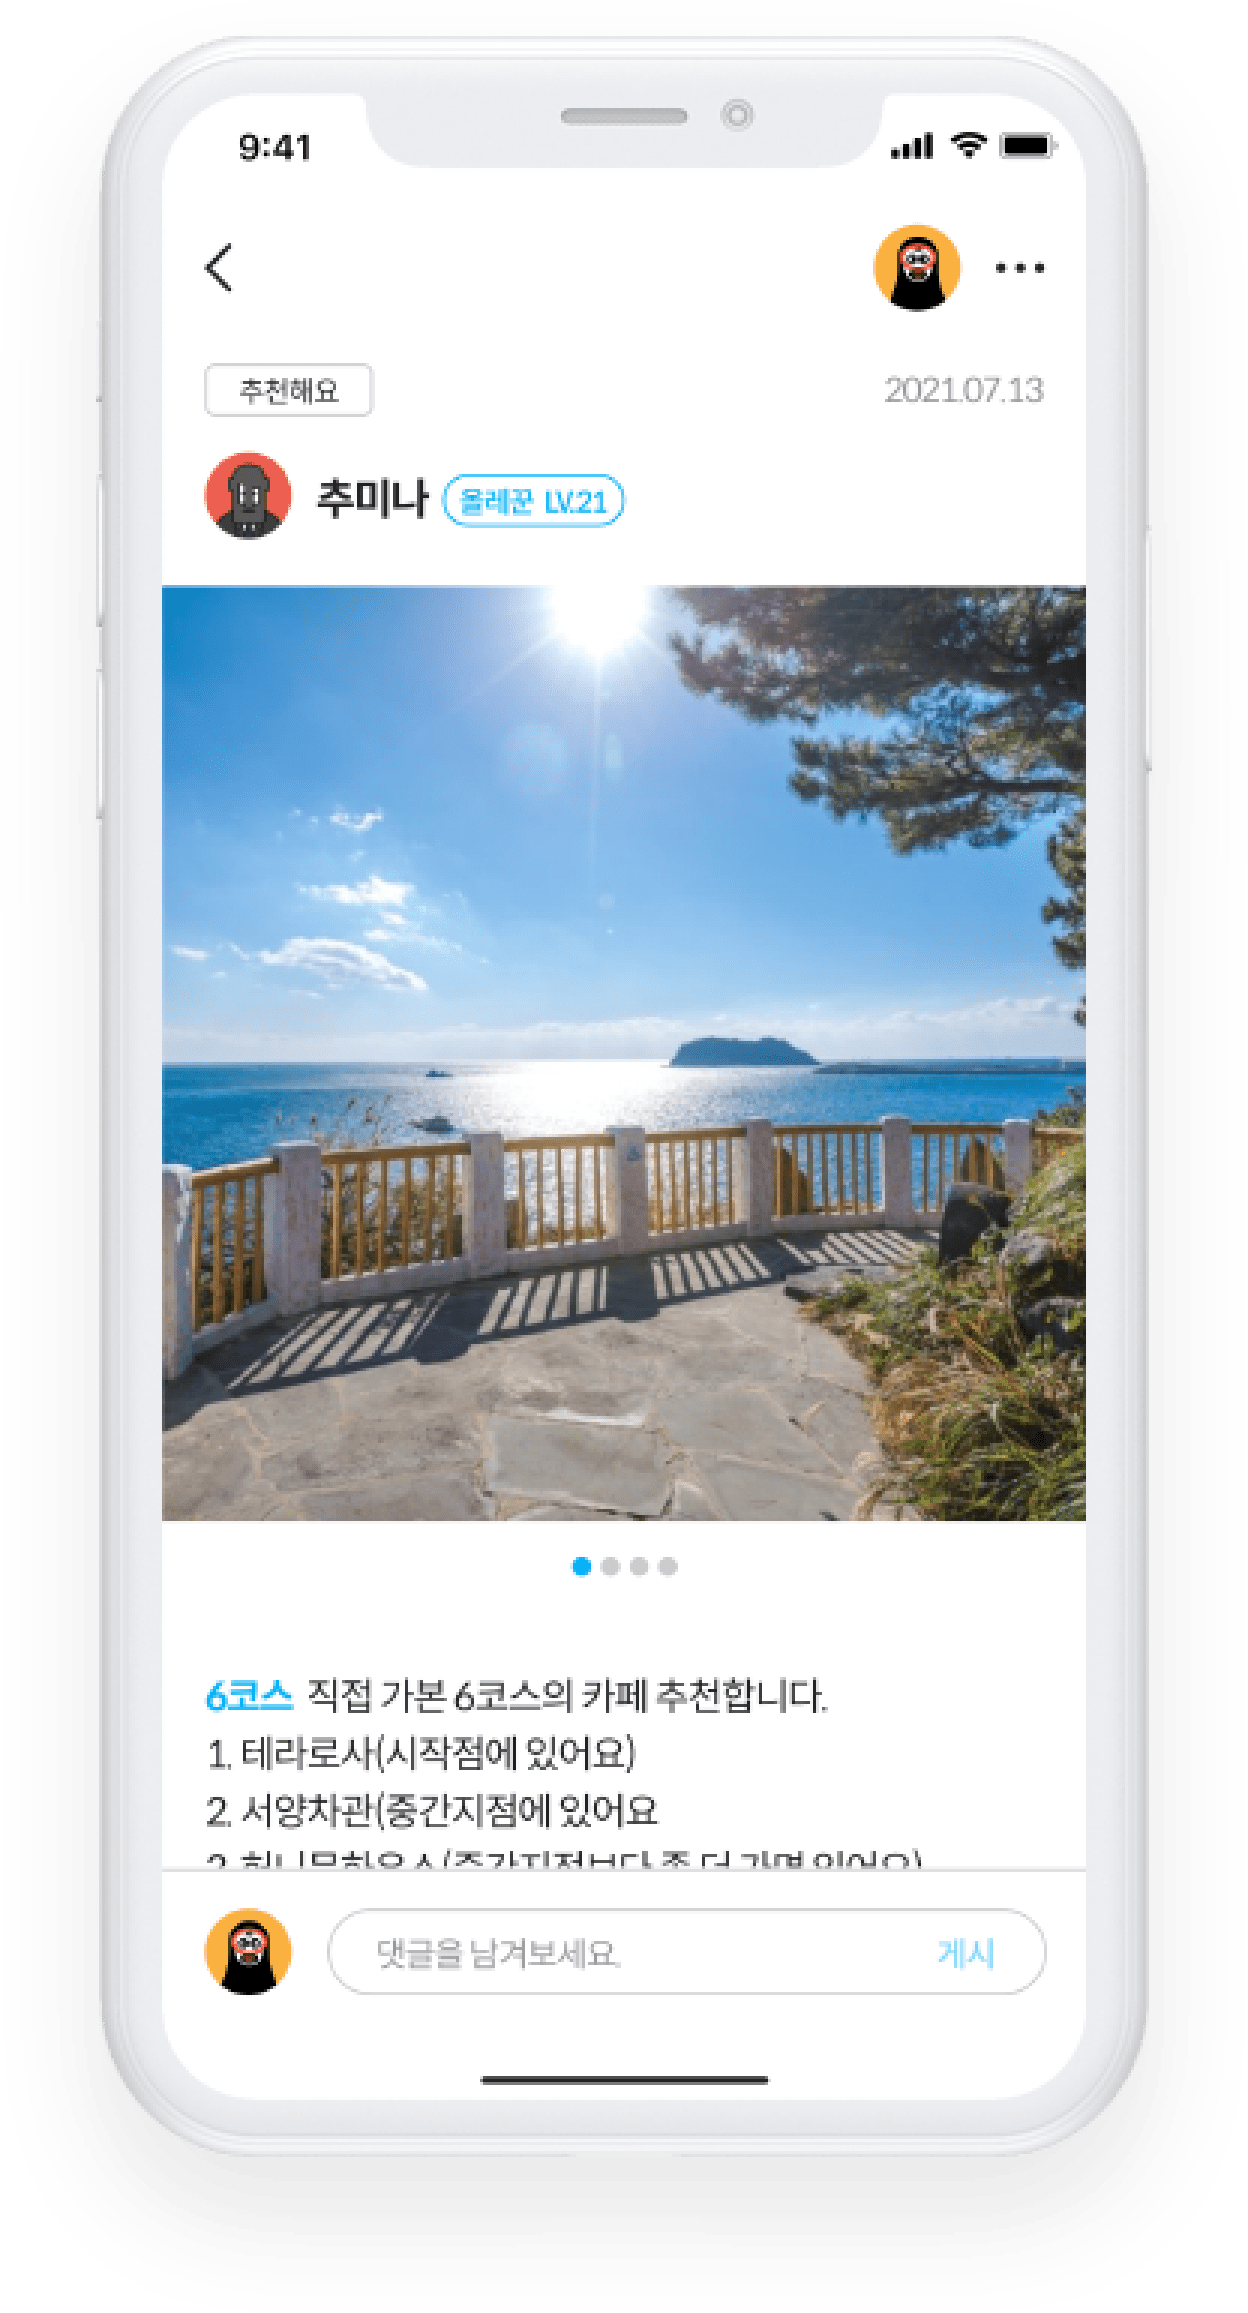 9:41
추천해요
2021.07.13
추미나 올레꾼 LV.21
6코스 직접 가본 6코스의 카페 추천합니다.
1. 테라로사(시작점에 있어요)
2. 서양차관(중간지점에 있어요
댓글을 남겨보세요.
게시